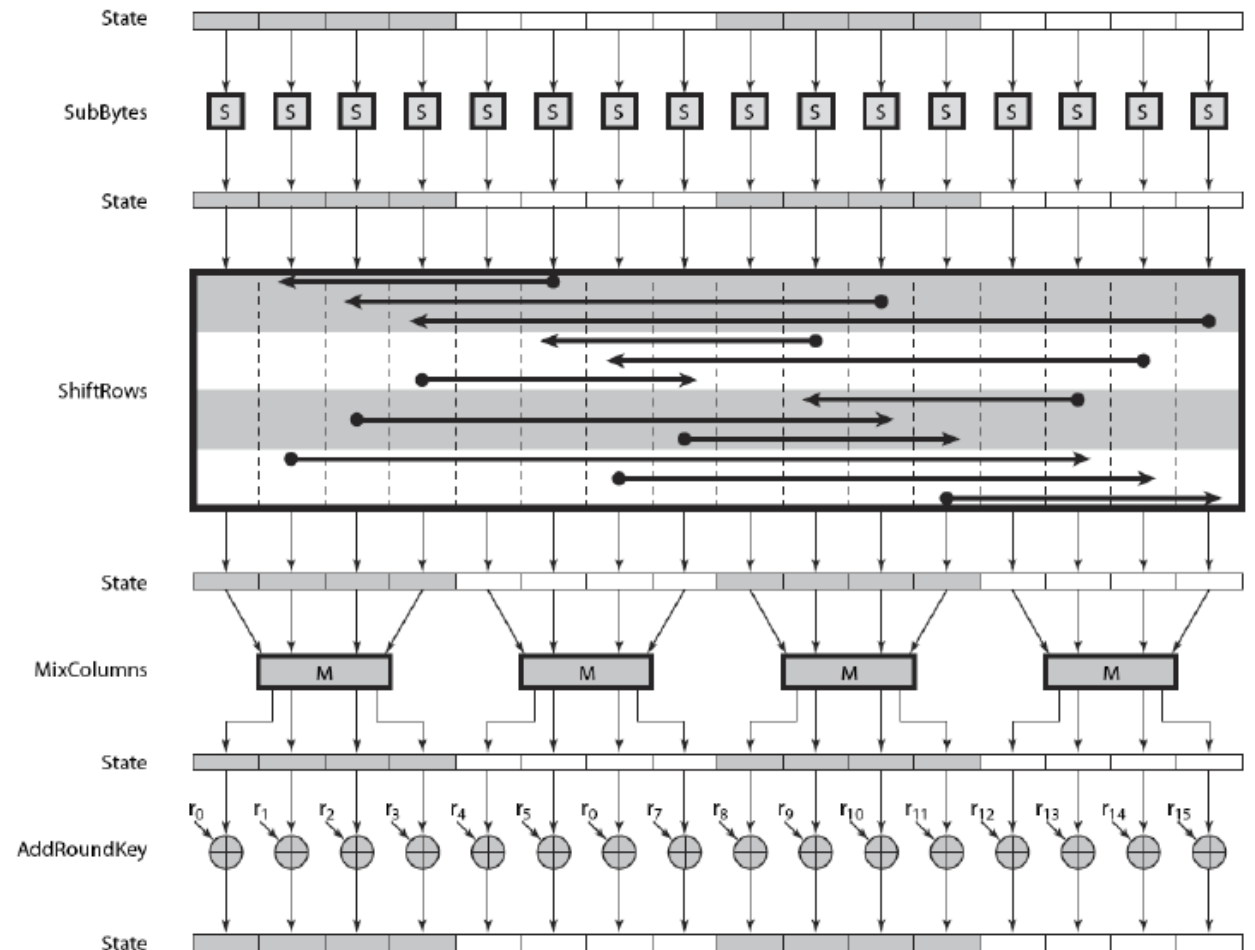 State
SubBytes
S S S S S S S S S S S S S S S S
State
ShiftRows
State
MixColumns
M M M M
State
r0 r1 r2 r3 r4 r5 r0 r7 r8 r9 r10 r11 r12 r13 r14 r15
AddRoundKey
State